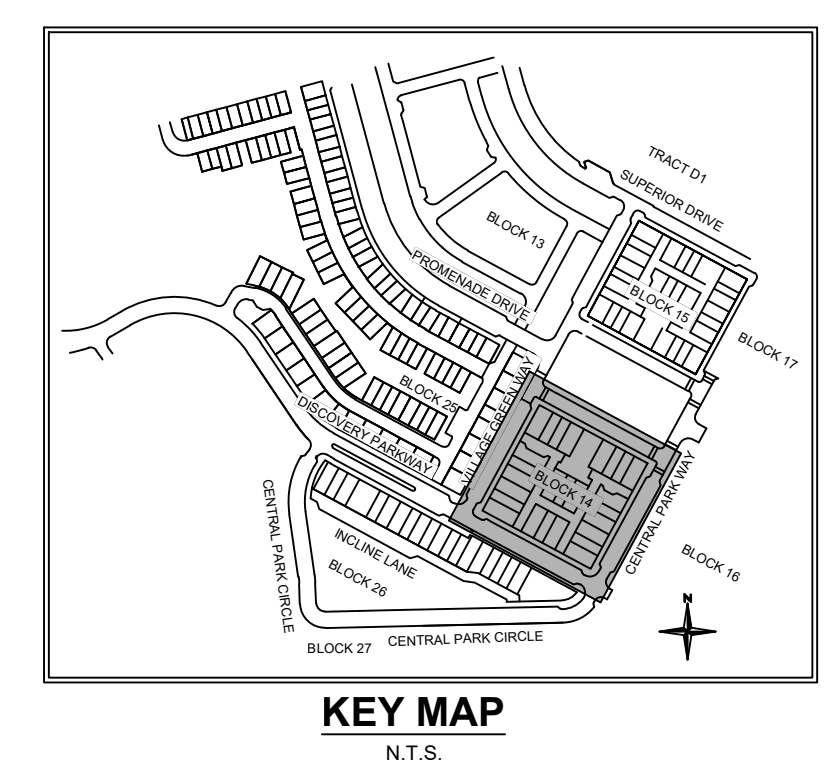 TRACT D1
SUPERIOR DRIVE
BLOCK 13
PROMENADE DRIVE
BLOCK 15
BLOCK 17
VILLAGE GREEN WAY
BLOCK 25
DISCOVERY PARKWAY
BLOCK 14
CENTRAL PARK WAY
CENTRAL PARK CIRCLE
INCLINE LANE
BLOCK 26
BLOCK 16
N
BLOCK 27
CENTRAL PARK CIRCLE
KEY MAP
N.T.S.